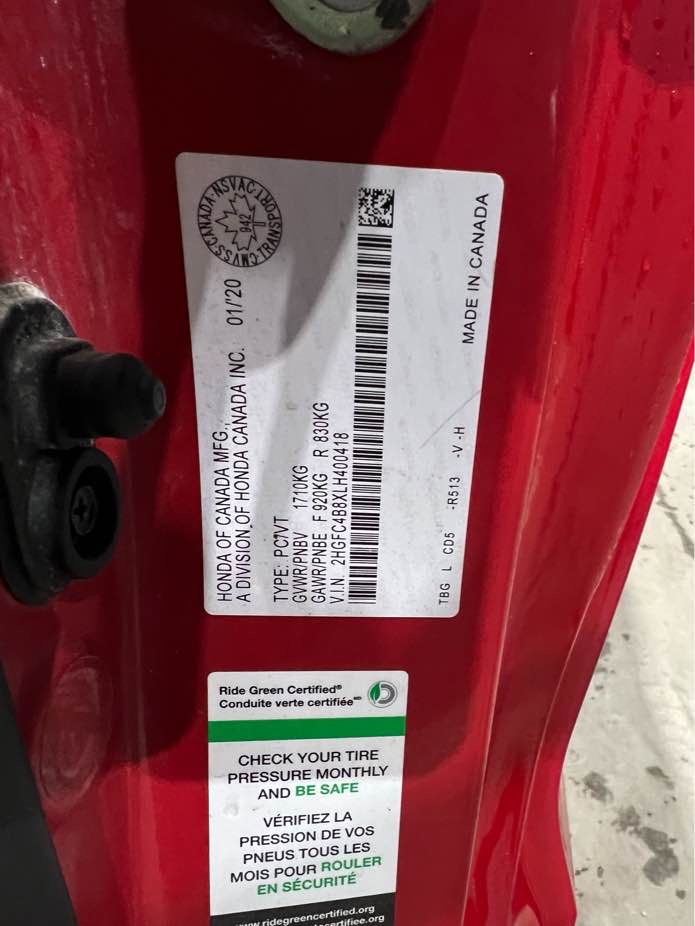 CMVSS-CANADA-NSVAC-TRANSPORT-
942
HONDA OF CANADA MFG.,
A DIVISION OF HONDA CANADA INC. 01/'20
TYPE: PC/VT
GVWR/PNBV 1710KG
GAWR/PNBE F 920KG R 830KG
V.I.N. 2HGFC4B8XLH400418
MADE IN CANADA
TBG L CD5 -R513 -V -H
Ride Green Certified®
Conduite verte certifiée
CHECK YOUR TIRE
PRESSURE MONTHLY
AND BE SAFE
VÉRIFIEZ LA
PRESSION DE VOS
PNEUS TOUS LES
MOIS POUR ROULER
EN SÉCURITÉ
www.ridegreencertified.org